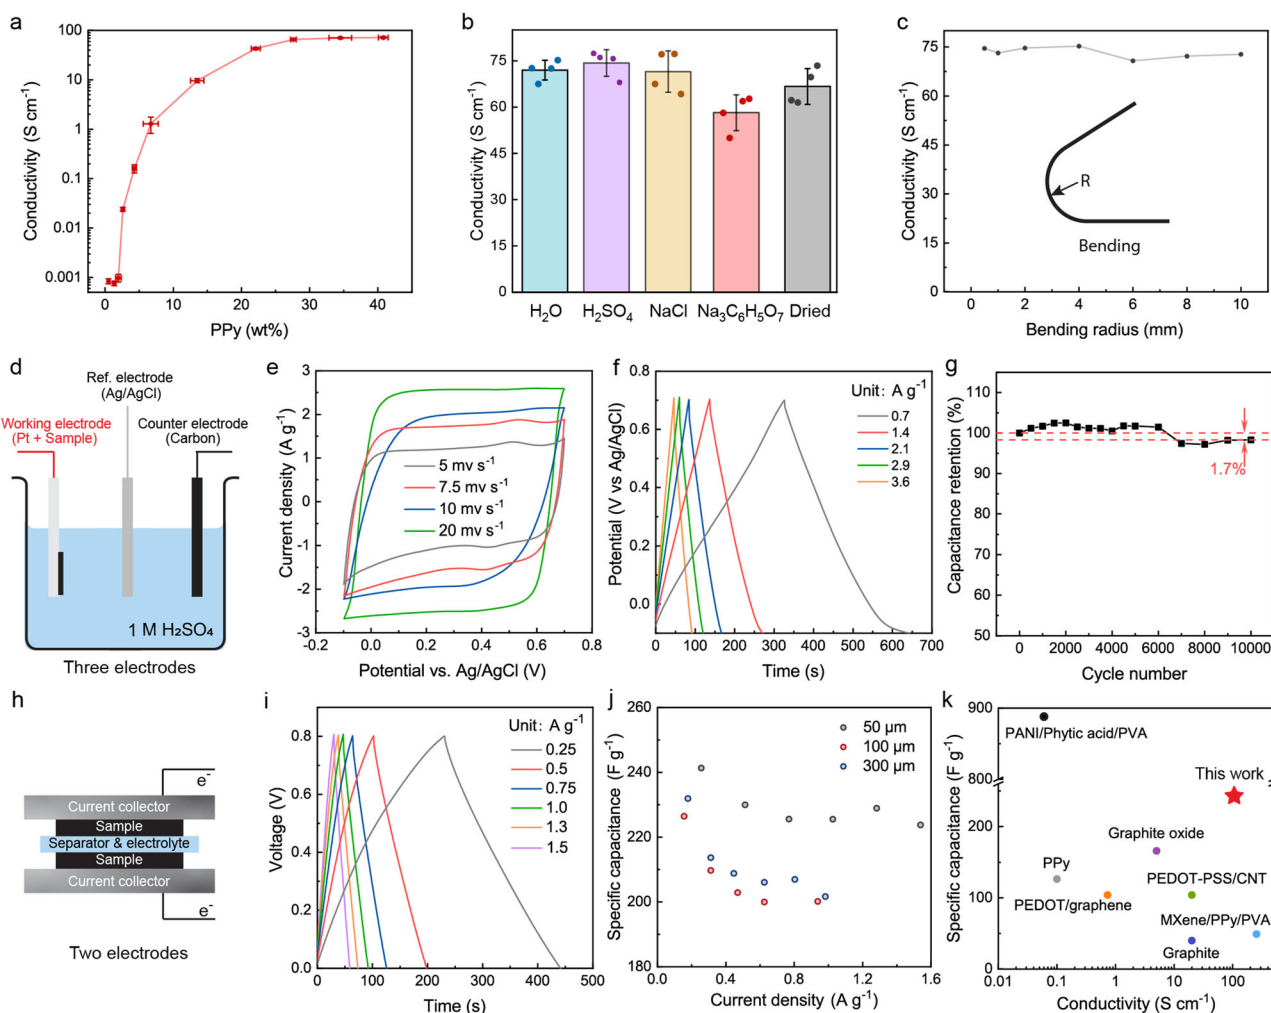 a
100
10
1
0.1
0.01
0.001
Conductivity (S cm⁻¹)
0 10 20 30 40
PPy (wt%)
b
75
60
75
45
30
15
0
Conductivity (S cm⁻¹)
H₂O H₂SO₄ NaCl Na₃C₆H₅O₇ Dried
c
75
60
45
30
15
0
Conductivity (S cm⁻¹)
R
Bending
0 2 4 6 8 10
Bending radius (mm)
d
Ref. electrode
(Ag/AgCl)
Working electrode
(Pt + Sample)
Counter electrode
(Carbon)
1 M H₂SO₄
Three electrodes
e
3
2
1
0
-1
-2
-3
Current density (A g⁻¹)
5 mv s⁻¹
7.5 mv s⁻¹
10 mv s⁻¹
20 mv s⁻¹
-0.2 0.0 0.2 0.4 0.6 0.8
Potential vs. Ag/AgCl (V)
f
0.8
0.6
0.4
0.2
0.0
Potential (V vs Ag/AgCl)
Unit: A g⁻¹
0.7
1.4
2.1
2.9
3.6
0 100 200 300 400 500 600 700
Time (s)
g
110
100
90
80
70
60
50
Capacitance retention (%)
1.7%
0 2000 4000 6000 8000 10000
Cycle number
h
e⁻
Current collector
Sample
Separator & electrolyte
Sample
Current collector
e⁻
Two electrodes
i
0.8
0.6
0.4
0.2
0.0
Voltage (V)
Unit: A g⁻¹
0.25
0.5
0.75
1.0
1.3
1.5
0 100 200 300 400 500
Time (s)
j
260
240
220
200
180
Specific capacitance (F g⁻¹)
50 µm
100 µm
300 µm
0.0 0.4 0.8 1.2 1.6
Current density (A g⁻¹)
k
900
800
200
100
0
Specific capacitance (F g⁻¹)
PANI/Phytic acid/PVA
This work
Graphite oxide
PPy
PEDOT-PSS/CNT
PEDOT/graphene
MXene/PPy/PVA
Graphite
0.01 0.1 1 10 100
Conductivity (S cm⁻¹)